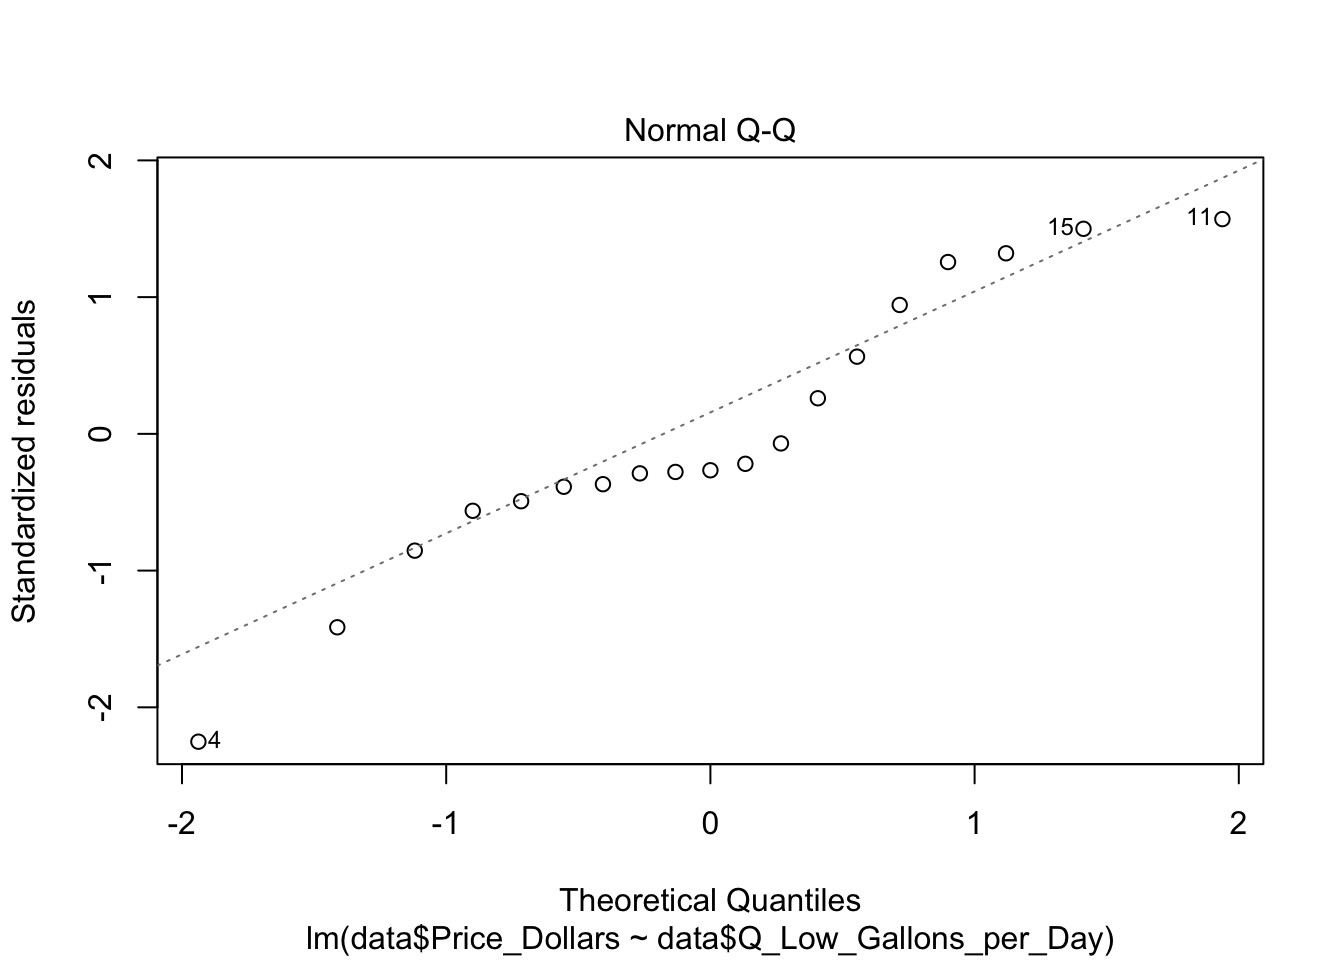 Normal Q-Q
2
1
0
-1
-2
Standardized residuals
15
11
4
-2 -1 0 1 2
Theoretical Quantiles
lm(data$Price_Dollars ~ data$Q_Low_Gallons_per_Day)